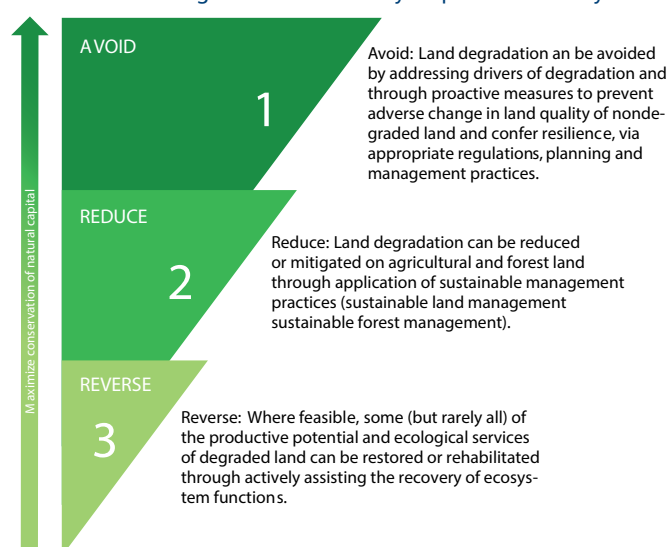 AVOID
1
Avoid: Land degradation an be avoided
by addressing drivers of degradation and
through proactive measures to prevent
adverse change in land quality of nonde-
graded land and confer resilience, via
appropriate regulations, planning and
management practices.
REDUCE
2
Reduce: Land degradation can be reduced
or mitigated on agricultural and forest land
through application of sustainable management
practices (sustainable land management
sustainable forest management).
REVERSE
3
Reverse: Where feasible, some (but rarely all) of
the productive potential and ecological services
of degraded land can be restored or rehabilitated
through actively assisting the recovery of ecosys-
tem functions.
Maximize conservation of natural capital